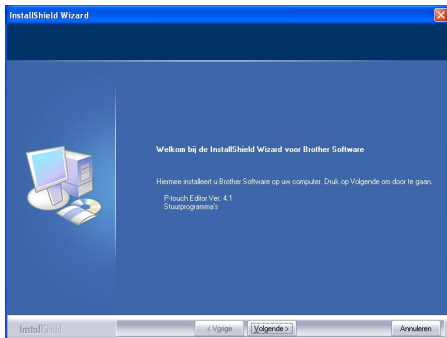 InstallShield Wizard
Welkom bij de InstallShield Wizard voor Brother Software
Hiermee installeert u Brother Software op uw computer. Druk op Volgende om door te gaan.
P-touch Editor Ver. 4.1
Stuurprogramma's
InstallShield
< Vorige
Volgende >
Annuleren